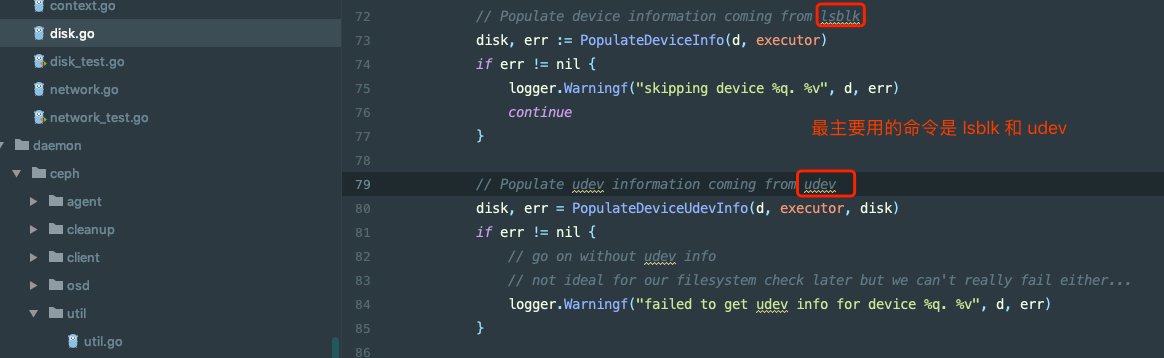 context.go
disk.go
disk_test.go
network.go
network_test.go
daemon
ceph
agent
cleanup
client
osd
util
util.go
72 // Populate device information coming from lsblk
73 disk, err := PopulateDeviceInfo(d, executor)
74 if err != nil {
75 logger.Warningf("skipping device %q. %v", d, err)
76 continue
77 }
78
79 // Populate udev information coming from udev
80 disk, err = PopulateDeviceUdevInfo(d, executor, disk)
81 if err != nil {
82 // go on without udev info
83 // not ideal for our filesystem check later but we can't really fail either...
84 logger.Warningf("failed to get udev info for device %q. %v", d, err)
85 }
86
最主要用的命令是 lsblk 和 udev